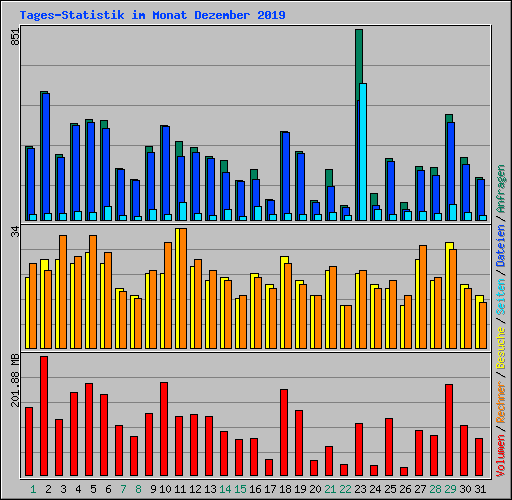 Tages-Statistik im Monat Dezember 2019
851
34
201.88 MB
Volumen / Rechner / Besuche / Seiten / Dateien / Anfragen
1 2 3 4 5 6 7 8 9 10 11 12 13 14 15 16 17 18 19 20 21 22 23 24 25 26 27 28 29 30 31